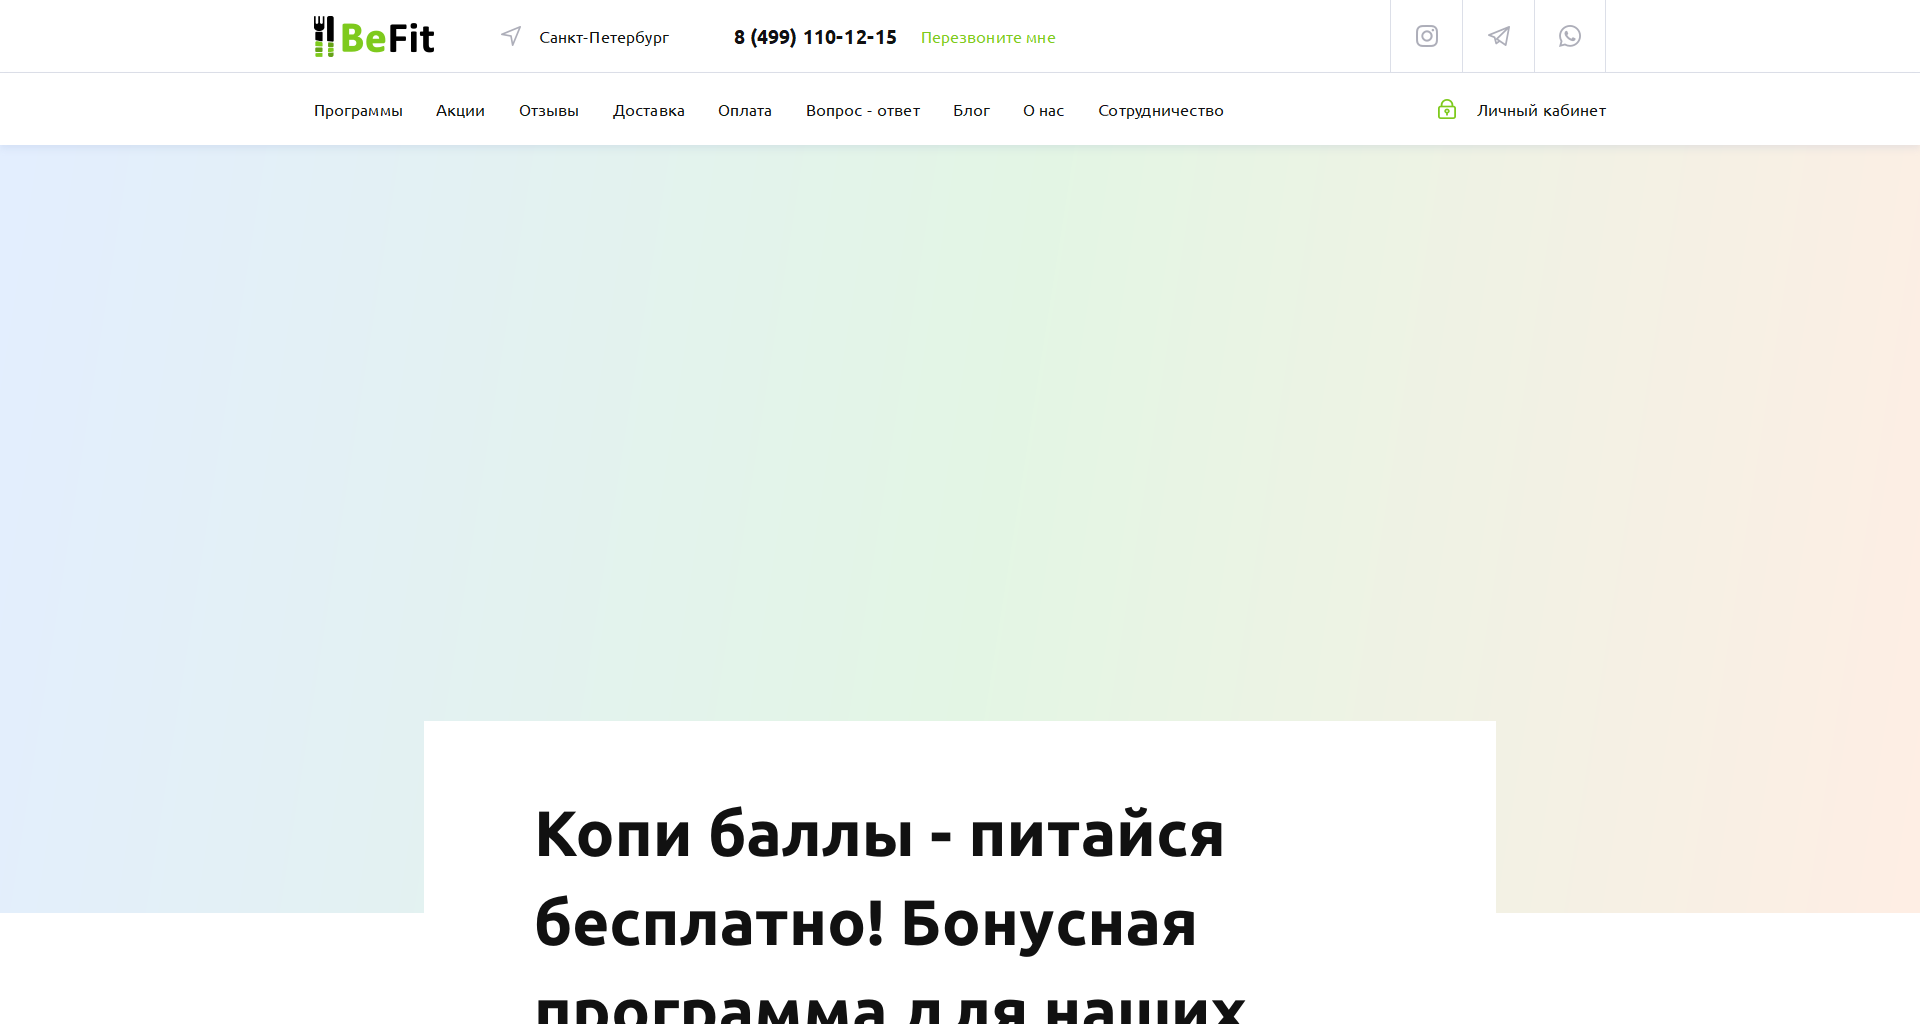 BeFit
Санкт-Петербург
8 (499) 110-12-15
Перезвоните мне
Программы
Акции
Отзывы
Доставка
Оплата
Вопрос - ответ
Блог
О нас
Сотрудничество
Личный кабинет
Копи баллы - питайся
бесплатно! Бонусная
программа для наших